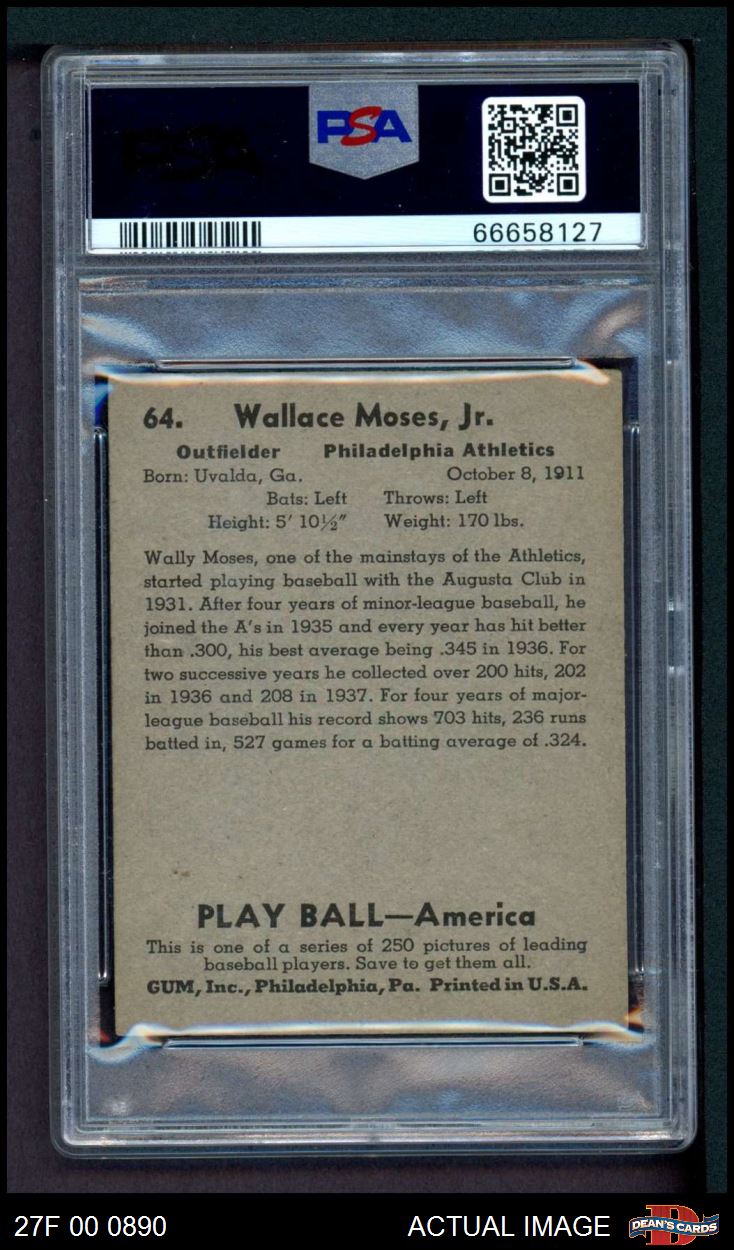 PSA
66658127
64. Wallace Moses, Jr.
Outfielder Philadelphia Athletics
Born: Uvalda, Ga. October 8, 1911
Bats: Left Throws: Left
Height: 5' 10½" Weight: 170 lbs.
Wally Moses, one of the mainstays of the Athletics,
started playing baseball with the Augusta Club in
1931. After four years of minor-league baseball, he
joined the A's in 1935 and every year has hit better
than .300, his best average being .345 in 1936. For
two successive years he collected over 200 hits, 202
in 1936 and 208 in 1937. For four years of major-
league baseball his record shows 703 hits, 236 runs
batted in, 527 games for a batting average of .324.
PLAY BALL—America
This is one of a series of 250 pictures of leading
baseball players. Save to get them all.
GUM, Inc., Philadelphia, Pa. Printed in U.S.A.
27F 00 0890 ACTUAL IMAGE DEAN'S CARDS